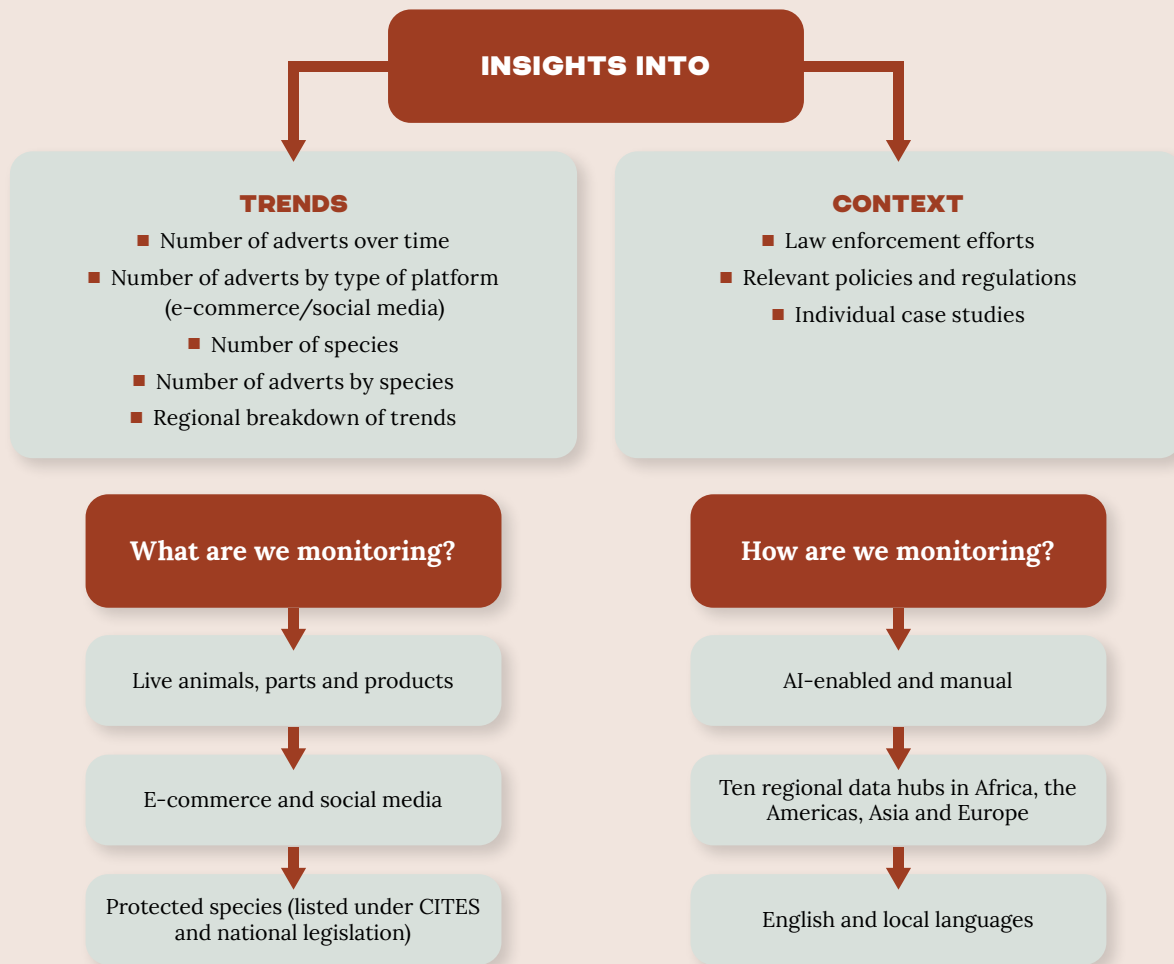 INSIGHTS INTO
TRENDS
■ Number of adverts over time
■ Number of adverts by type of platform
(e-commerce/social media)
■ Number of species
■ Number of adverts by species
■ Regional breakdown of trends
CONTEXT
■ Law enforcement efforts
■ Relevant policies and regulations
■ Individual case studies
What are we monitoring?
Live animals, parts and products
E-commerce and social media
Protected species (listed under CITES
and national legislation)
How are we monitoring?
AI-enabled and manual
Ten regional data hubs in Africa, the
Americas, Asia and Europe
English and local languages